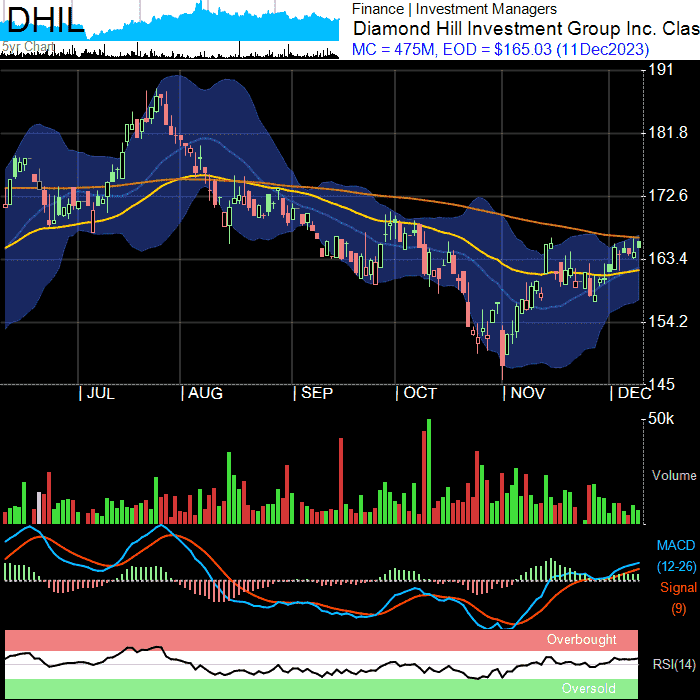 DHIL
5yr Chart
Finance | Investment Managers
Diamond Hill Investment Group Inc. Clas
MC = 475M, EOD = $165.03 (11Dec2023)
191
181.8
172.6
163.4
154.2
145
| JUL | AUG | SEP | OCT | NOV | DEC
50k
Volume
MACD
(12-26)
Signal
(9)
Overbought
RSI(14)
Oversold